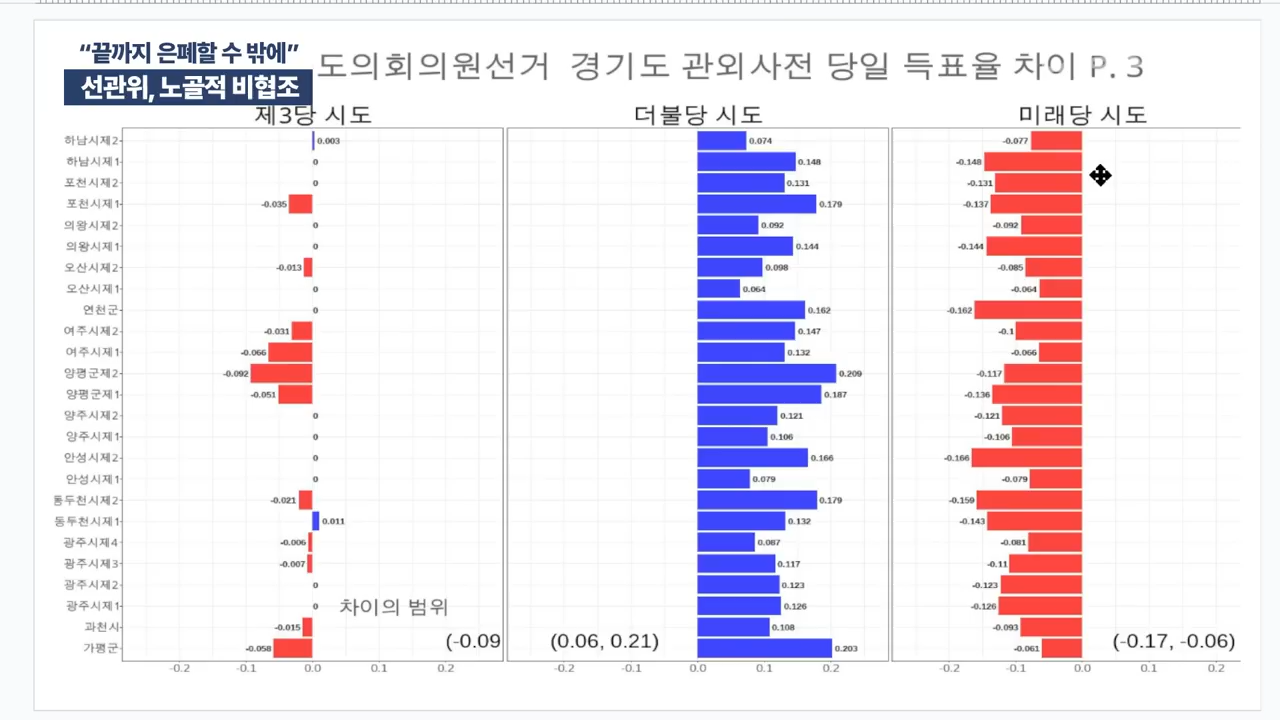 “끝까지 은폐할 수 밖에”
선관위, 노골적 비협조
도의회의원선거 경기도 관외사전 당일 득표율 차이 P. 3
제3당 시도 더불당 시도 미래당 시도
하남시제2 0.003 0.074 -0.077
하남시제1 0 0.148 -0.148
포천시제2 0 0.131 -0.131
포천시제1 -0.035 0.179 -0.137
의왕시제2 0 0.092 -0.092
의왕시제1 0 0.144 -0.144
오산시제2 -0.013 0.098 -0.085
오산시제1 0 0.064 -0.064
연천군 0 0.162 -0.162
여주시제2 -0.031 0.147 -0.1
여주시제1 -0.066 0.132 -0.066
양평군제2 -0.092 0.209 -0.117
양평군제1 -0.051 0.187 -0.136
양주시제2 0 0.121 -0.121
양주시제1 0 0.106 -0.106
안성시제2 0 0.166 -0.166
안성시제1 0 0.079 -0.079
동두천시제2 -0.021 0.179 -0.159
동두천시제1 0.011 0.132 -0.143
광주시제4 -0.006 0.087 -0.081
광주시제3 -0.007 0.117 -0.11
광주시제2 0 0.123 -0.123
광주시제1 0 0.126 -0.126
차이의 범위
과천시 -0.015 0.108 -0.093
(-0.09 (0.06, 0.21) (-0.17, -0.06)
가평군 -0.058 0.203 -0.061
-0.2 -0.1 0.0 0.1 0.2 -0.2 -0.1 0.0 0.1 0.2 -0.2 -0.1 0.0 0.1 0.2